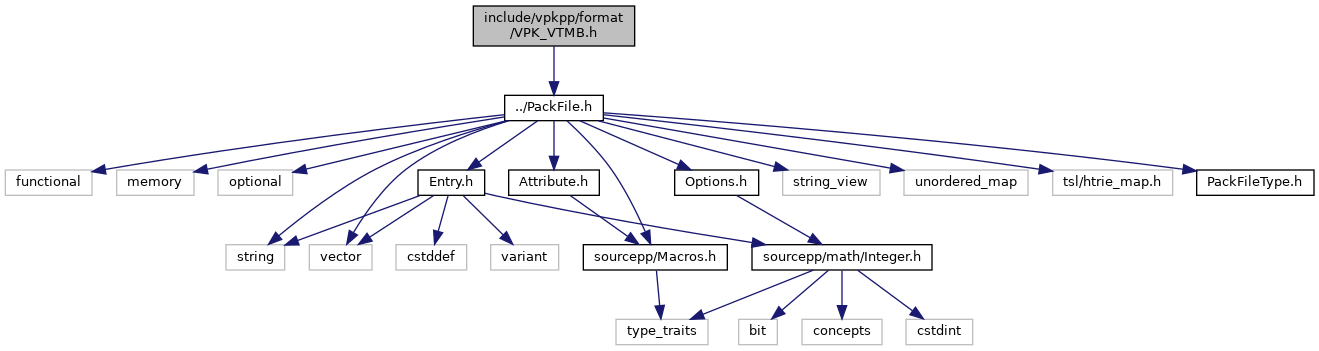 include/vpkpp/format
/VPK_VTMB.h
../PackFile.h
functional
memory
optional
Entry.h
Attribute.h
Options.h
string_view
unordered_map
tsl/htrie_map.h
PackFileType.h
string
vector
cstddef
variant
sourcepp/Macros.h
sourcepp/math/Integer.h
type_traits
bit
concepts
cstdint